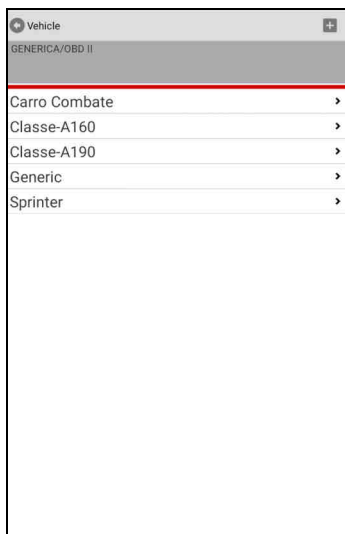 Vehicle
GENERICA/OBD II
Carro Combate
Classe-A160
Classe-A190
Generic
Sprinter